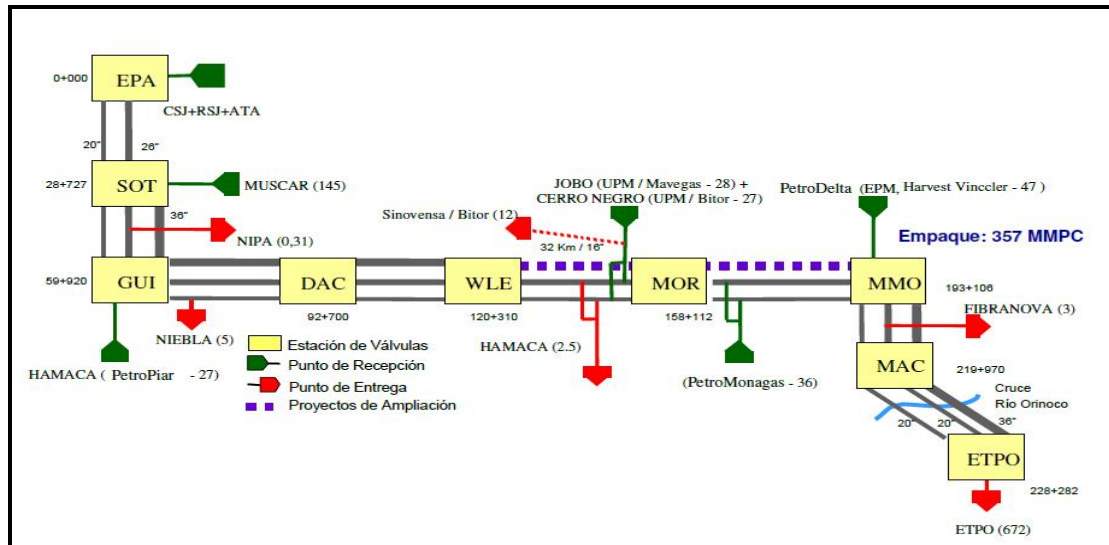 0+000
EPA
CSJ+RSJ+ATA
20"
26"
28+727
SOT
MUSCAR (145)
36"
NIPA (0,31)
JOBO (UPM / Mavegas - 28) +
CERRO NEGRO (UPM / Bitor - 27)
PetroDelta (EPM, Harvest Vinccler - 47 )
Sinovensa / Bitor (12)
32 Km / 16"
Empaque: 357 MMPC
59+920
GUI
DAC
WLE
MOR
MMO
92+700
120+310
158+112
193+106
NIEBLA (5)
HAMACA (2.5)
FIBRANOVA (3)
HAMACA ( PetroPiar - 27)
Estación de Válvulas
Punto de Recepción
Punto de Entrega
Proyectos de Ampliación
(PetroMonagas - 36)
MAC
219+970
Cruce
Río Orinoco
20"
20"
36"
ETPO
228+282
ETPO (672)